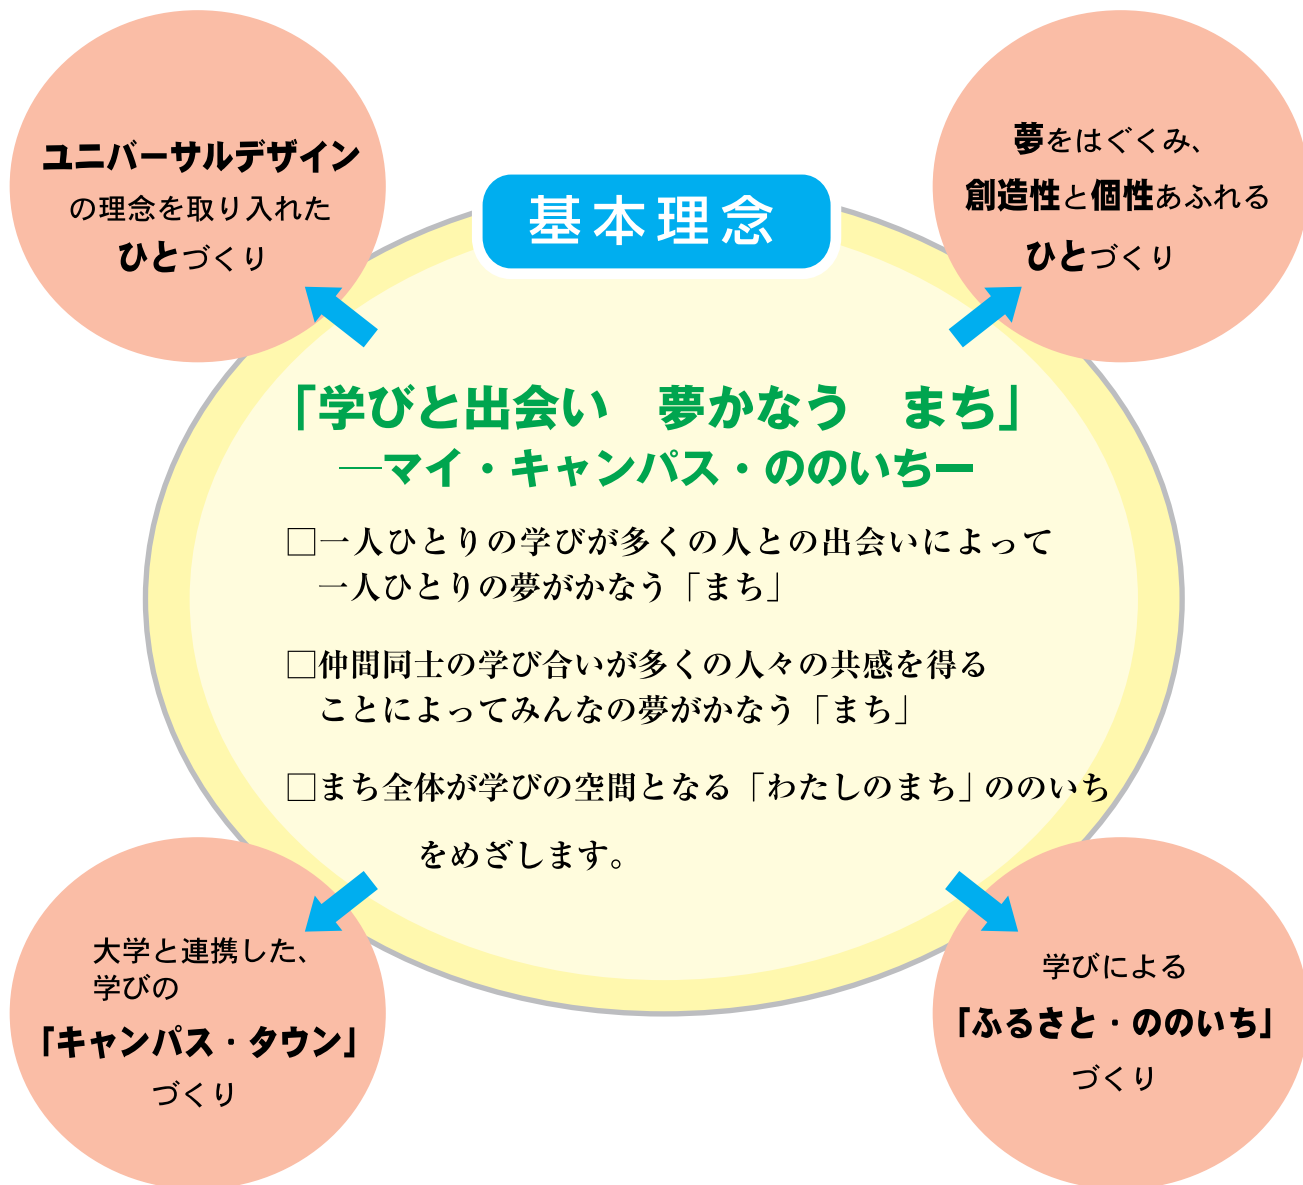 ユニバーサルデザイン
の理念を取り入れた
ひとづくり
夢をはぐくみ、
創造性と個性あふれる
ひとづくり
基本理念
「学びと出会い　夢かなう　まち」
―マイ・キャンパス・ののいちー
□一人ひとりの学びが多くの人との出会いによって
一人ひとりの夢がかなう「まち」
□仲間同士の学び合いが多くの人々の共感を得る
ことによってみんなの夢がかなう「まち」
□まち全体が学びの空間となる「わたしのまち」ののいち
をめざします。
大学と連携した、
学びの
「キャンパス・タウン」
づくり
学びによる
「ふるさと・ののいち」
づくり